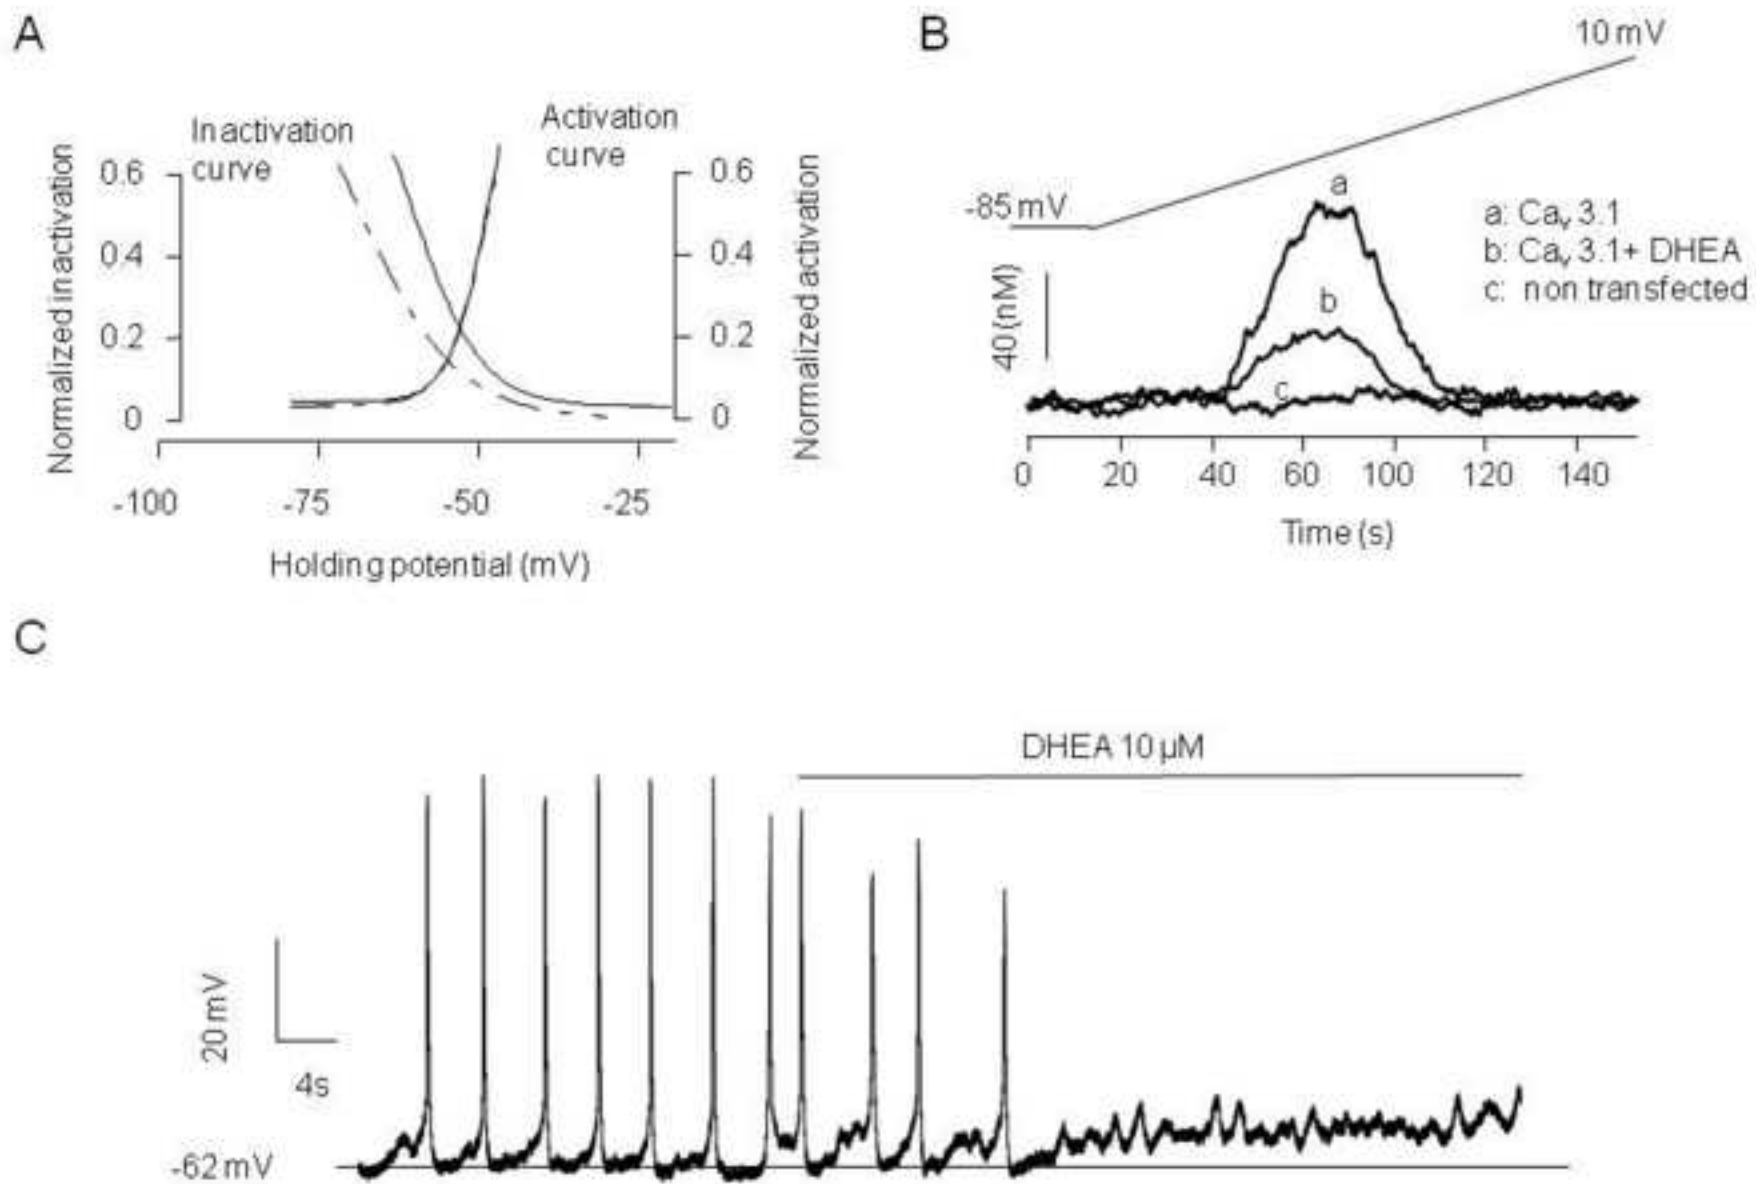 A
Inactivation
curve
Activation
curve
Normalized inactivation
0.6
0.4
0.2
0
0.6
0.4
0.2
0
Normalized activation
-100
-75
-50
-25
Holding potential (mV)
B
10 mV
-85 mV
a
b
c
a: Cav 3.1
b: Cav 3.1+ DHEA
c: non transfected
40 (nM)
0
20
40
60
100
120
140
Time (s)
C
DHEA 10 µM
20 mV
4s
-62 mV